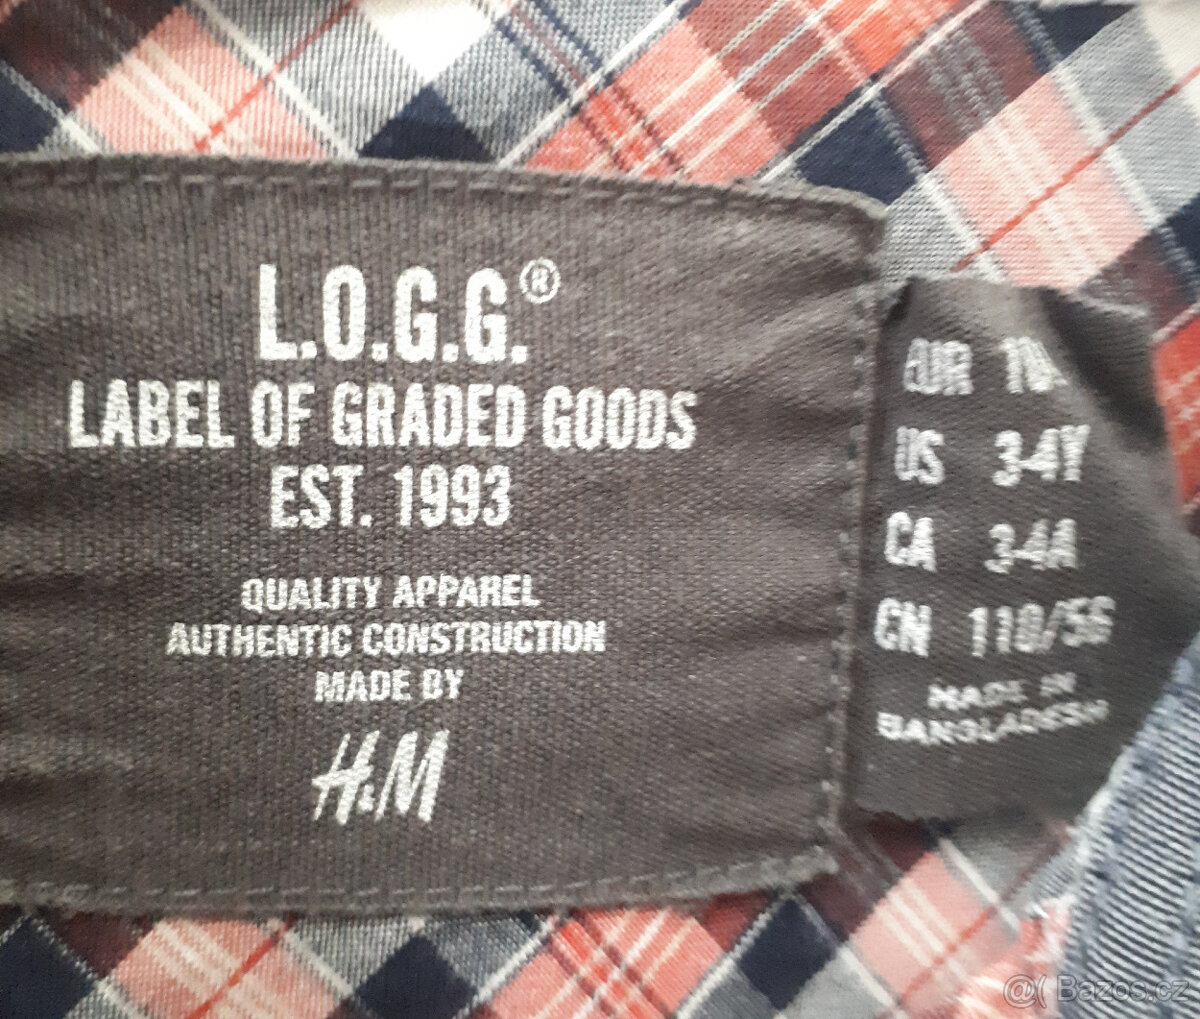 L.O.G.G.®
LABEL OF GRADED GOODS
EST. 1993
QUALITY APPAREL
AUTHENTIC CONSTRUCTION
MADE BY
H&M
EUR
US 3-4Y
CA 3-4A
CN 110/56
MADE IN
BANGLADESH
@( Bazos.cz